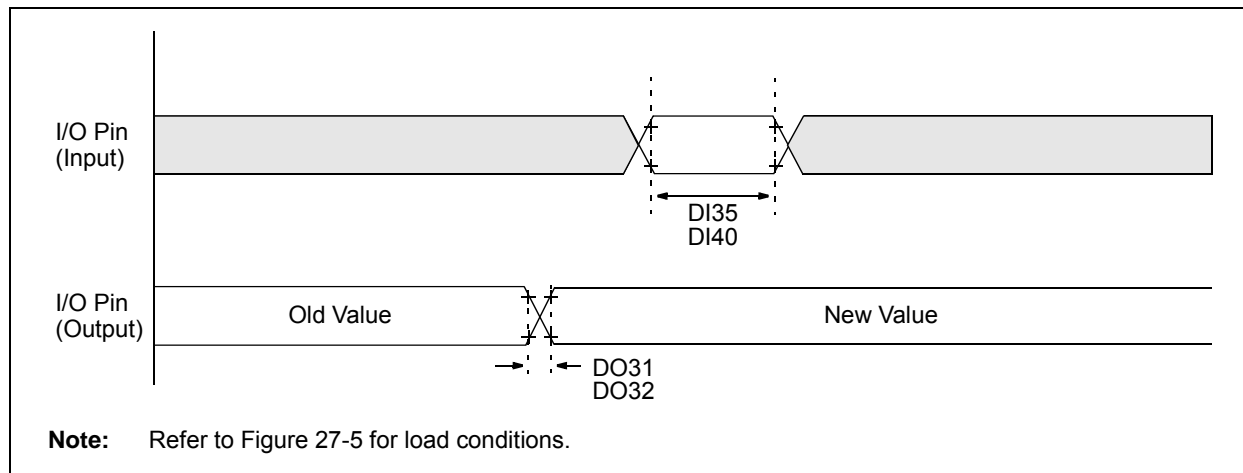 I/O Pin
(Input)
DI35
DI40
I/O Pin
(Output)
Old Value
New Value
DO31
DO32
Note: Refer to Figure 27-5 for load conditions.